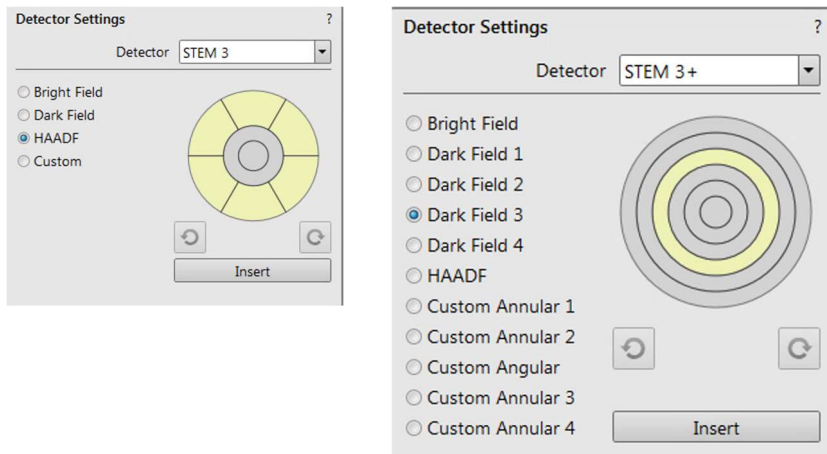 Detector Settings ?
Detector STEM 3
Bright Field
Dark Field
HAADF
Custom
Insert
Detector Settings ?
Detector STEM 3+
Bright Field
Dark Field 1
Dark Field 2
Dark Field 3
Dark Field 4
HAADF
Custom Annular 1
Custom Annular 2
Custom Angular
Custom Annular 3
Custom Annular 4
Insert